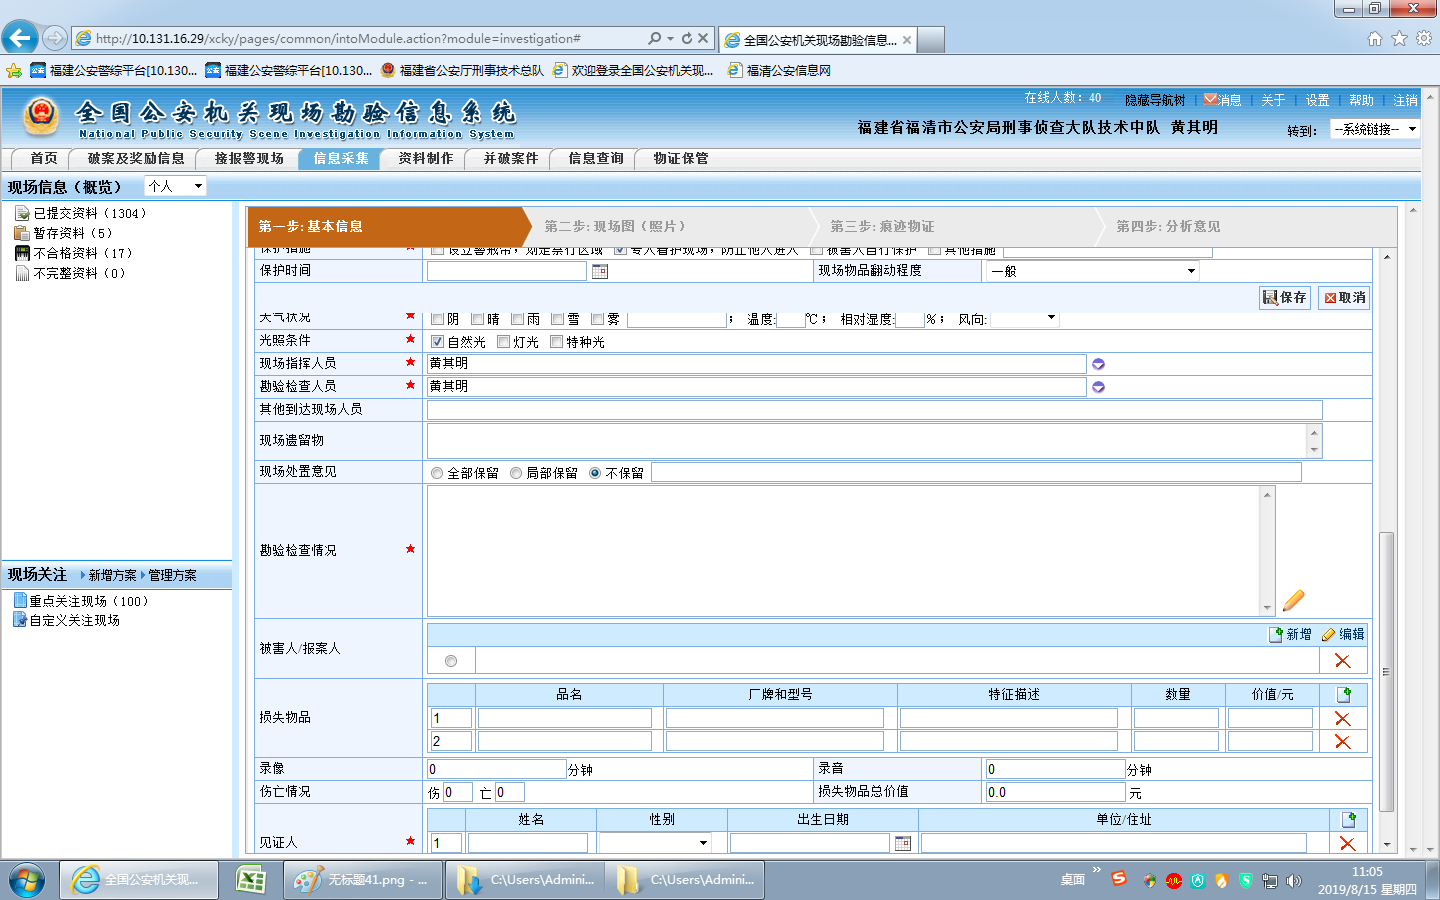 http://10.131.16.29/xcky/pages/common/intoModule.action?module=investigation#
全国公安机关现场勘验信息...
福建公安警综平台[10.130... 福建公安警综平台[10.130... 福建省公安厅刑事技术总队 欢迎登录全国公安机关现... 福清公安信息网
全国公安机关现场勘验信息系统
National Public Security Scene Investigation Information System
在线人数：40 隐藏导航树 消息 关于 设置 帮助 注销
福建省福清市公安局刑事侦查大队技术中队 黄其明 转到： --系统链接--
首页 破案及奖励信息 接报警现场 信息采集 资料制作 并破案件 信息查询 物证保管
现场信息（概览） 个人
已提交资料（1304）
暂存资料（5）
不合格资料（17）
不完整资料（0）
现场关注 新增方案 管理方案
重点关注现场（100）
自定义关注现场
第一步: 基本信息 第二步: 现场图（照片） 第三步: 痕迹物证 第四步: 分析意见
保护措施 设立警戒带，划定禁行区域 专人看护现场，防止他人进入 被害人自行保护 其他措施
保护时间 现场物品翻动程度 一般
保存 取消
天气状况 阴 晴 雨 雪 雾 ； 温度: ℃； 相对湿度: %； 风向:
光照条件 自然光 灯光 特种光
现场指挥人员 黄其明
勘验检查人员 黄其明
其他到达现场人员
现场遗留物
现场处置意见 全部保留 局部保留 不保留
勘验检查情况
被害人/报案人 新增 编辑
损失物品 品名 厂牌和型号 特征描述 数量 价值/元
1
2
录像 0 分钟 录音 0 分钟
伤亡情况 伤 0 亡 0 损失物品总价值 0.0 元
见证人 姓名 性别 出生日期 单位/住址
1
全国公安机关现... 无标题41.png - ... C:\Users\Admini... C:\Users\Admini... 桌面 11:05
2019/8/15 星期四